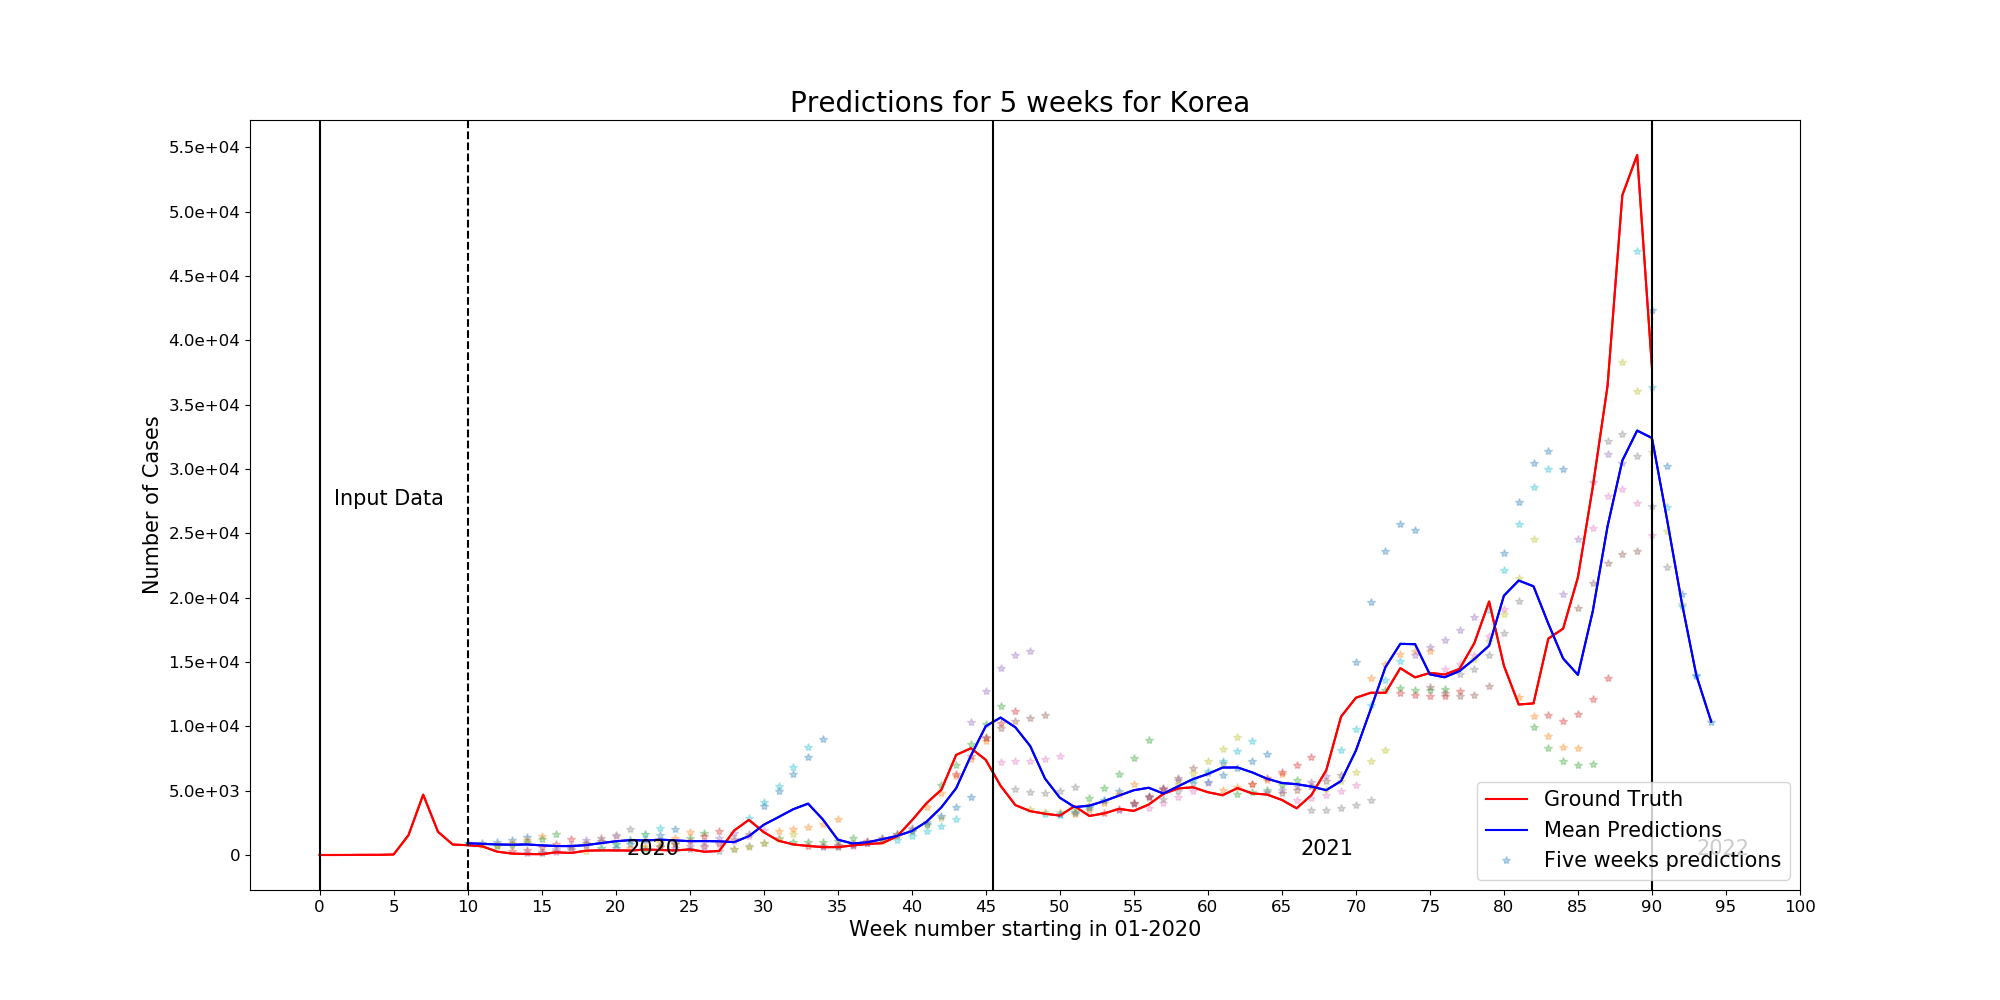 Predictions for 5 weeks for Korea
Number of Cases
5.5e+04
5.0e+04
4.5e+04
4.0e+04
3.5e+04
3.0e+04
2.5e+04
2.0e+04
1.5e+04
1.0e+04
5.0e+03
0
Input Data
2020
2021
2022
Ground Truth
Mean Predictions
Five weeks predictions
0 5 10 15 20 25 30 35 40 45 50 55 60 65 70 75 80 85 90 95 100
Week number starting in 01-2020